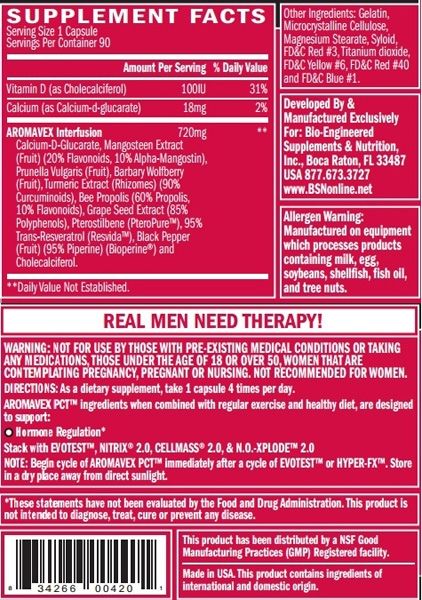 SUPPLEMENT FACTS
Serving Size 1 Capsule
Servings Per Container 90
Amount Per Serving % Daily Value
Vitamin D (as Cholecalciferol) 100IU 31%
Calcium (as Calcium-d-glucarate) 18mg 2%
AROMAVEX Interfusion 720mg **
Calcium-D-Glucarate, Mangosteen Extract
(Fruit) (20% Flavonoids, 10% Alpha-Mangostin),
Prunella Vulgaris (Fruit), Barbary Wolfberry
(Fruit), Turmeric Extract (Rhizomes) (90%
Curcuminoids), Bee Propolis (60% Propolis,
10% Flavonoids), Grape Seed Extract (85%
Polyphenols), Pterostilbene (PteroPure™), 95%
Trans-Resveratrol (Resvida™), Black Pepper
(Fruit) (95% Piperine) (Bioperine®) and
Cholecalciferol.
**Daily Value Not Established.
Other Ingredients: Gelatin,
Microcrystalline Cellulose,
Magnesium Stearate, Syloid,
FD&C Red #3, Titanium dioxide,
FD&C Yellow #6, FD&C Red #40
and FD&C Blue #1.
Developed By &
Manufactured Exclusively
For: Bio-Engineered
Supplements & Nutrition,
Inc., Boca Raton, FL 33487
USA 877.673.3727
www.BSNonline.net
Allergen Warning:
Manufactured on equipment
which processes products
containing milk, egg,
soybeans, shellfish, fish oil,
and tree nuts.
REAL MEN NEED THERAPY!
WARNING: NOT FOR USE BY THOSE WITH PRE-EXISTING MEDICAL CONDITIONS OR TAKING
ANY MEDICATIONS, THOSE UNDER THE AGE OF 18 OR OVER 50, WOMEN THAT ARE
CONTEMPLATING PREGNANCY, PREGNANT OR NURSING. NOT RECOMMENDED FOR WOMEN.
DIRECTIONS: As a dietary supplement, take 1 capsule 4 times per day.
AROMAVEX PCT™ ingredients when combined with regular exercise and healthy diet, are designed
to support:
Hormone Regulation*
Stack with EVOTEST™, NITRIX® 2.0, CELLMASS® 2.0, & N.O.-XPLODE™ 2.0
NOTE: Begin cycle of AROMAVEX PCT™ immediately after a cycle of EVOTEST™ or HYPER-FX™. Store
in a dry place away from direct sunlight.
*These statements have not been evaluated by the Food and Drug Administration. This product is
not intended to diagnose, treat, cure or prevent any disease.
8 34266 00420 1
This product has been distributed by a NSF Good
Manufacturing Practices (GMP) Registered facility.
Made in USA. This product contains ingredients of
international and domestic origin.